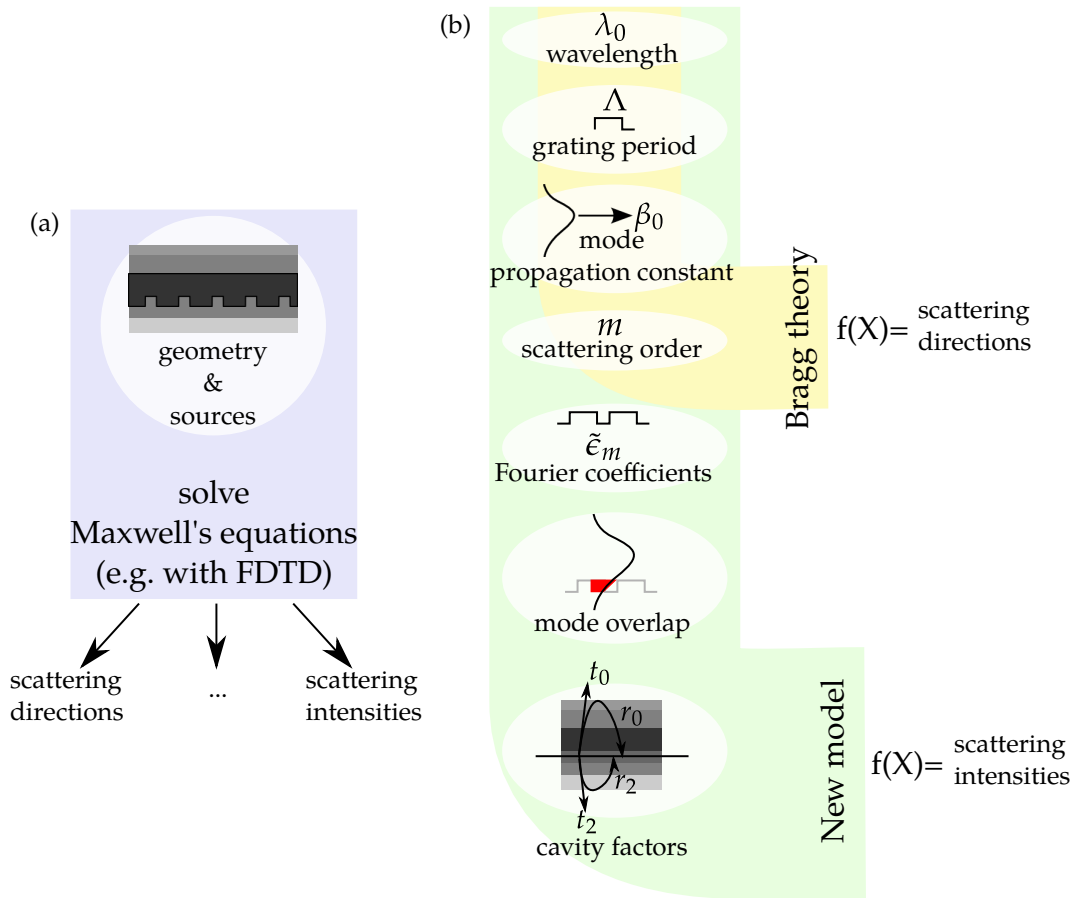 (a)
geometry
&
sources
solve
Maxwell's equations
(e.g. with FDTD)
scattering
directions
...
scattering
intensities
(b)
λ₀
wavelength
Λ
grating period
β₀
mode
propagation constant
m
scattering order
ϵ̃ₘ
Fourier coefficients
mode overlap
t₀
r₀
r₂
t₂
cavity factors
Bragg theory
f(X)= scattering
directions
New model
f(X)= scattering
intensities